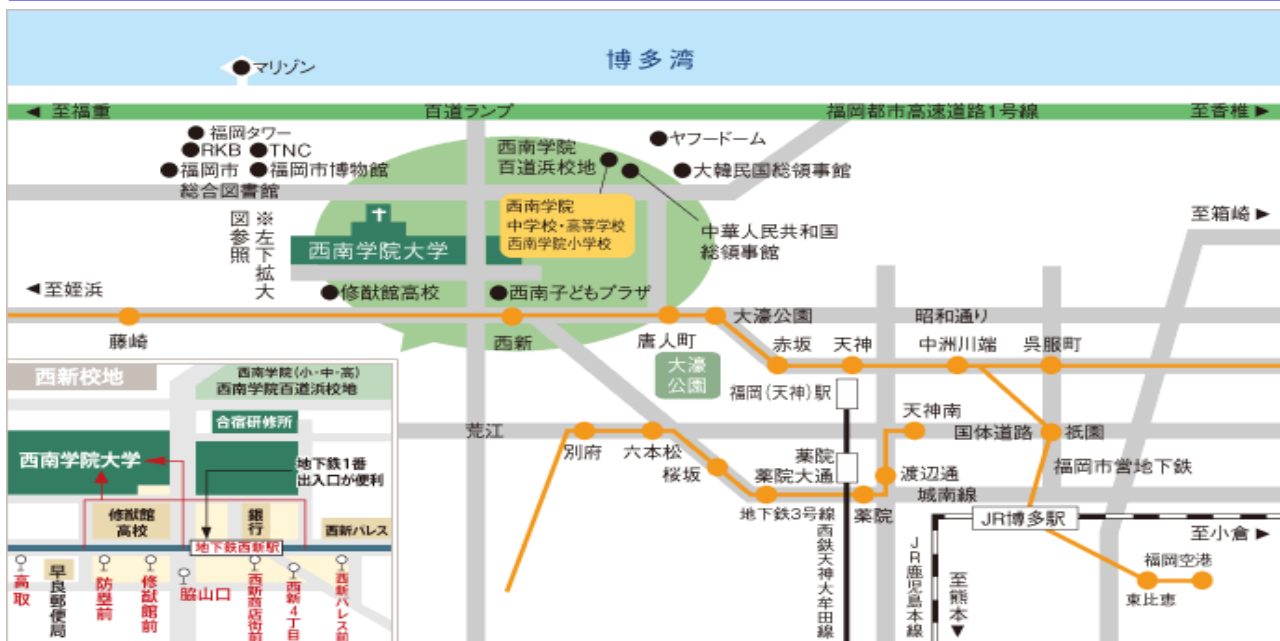 博多湾
マリゾン
至福重
百道ランプ
福岡都市高速道路1号線
至香椎
福岡タワー
RKB
TNC
福岡市
総合図書館
福岡市博物館
西南学院
百道浜校地
ヤフードーム
大韓民国総領事館
西南学院
中学校・高等学校
西南学院小学校
中華人民共和国
総領事館
至箱崎
※左下拡大
図参照
西南学院大学
至姪浜
修猷館高校
西南子どもプラザ
藤崎
西新
唐人町
大濠公園
昭和通り
赤坂
天神
中洲川端
呉服町
大濠
公園
福岡(天神)駅
天神南
荒江
別府
六本松
桜坂
薬院
薬院大通
国体道路
祇園
渡辺通
福岡市営地下鉄
城南線
地下鉄3号線
薬院
西鉄天神大牟田線
JR鹿児島本線
JR博多駅
至小倉
至熊本
福岡空港
東比恵
西新校地
西南学院(小・中・高)
西南学院百道浜校地
合宿研修所
西南学院大学
地下鉄1番
出入口が便利
修猷館
高校
銀行
西新パレス
地下鉄西新駅
高取
早良郵便局
防塁前
修猷館前
脇山口
西新商店街前
西新4丁目
西新パレス前